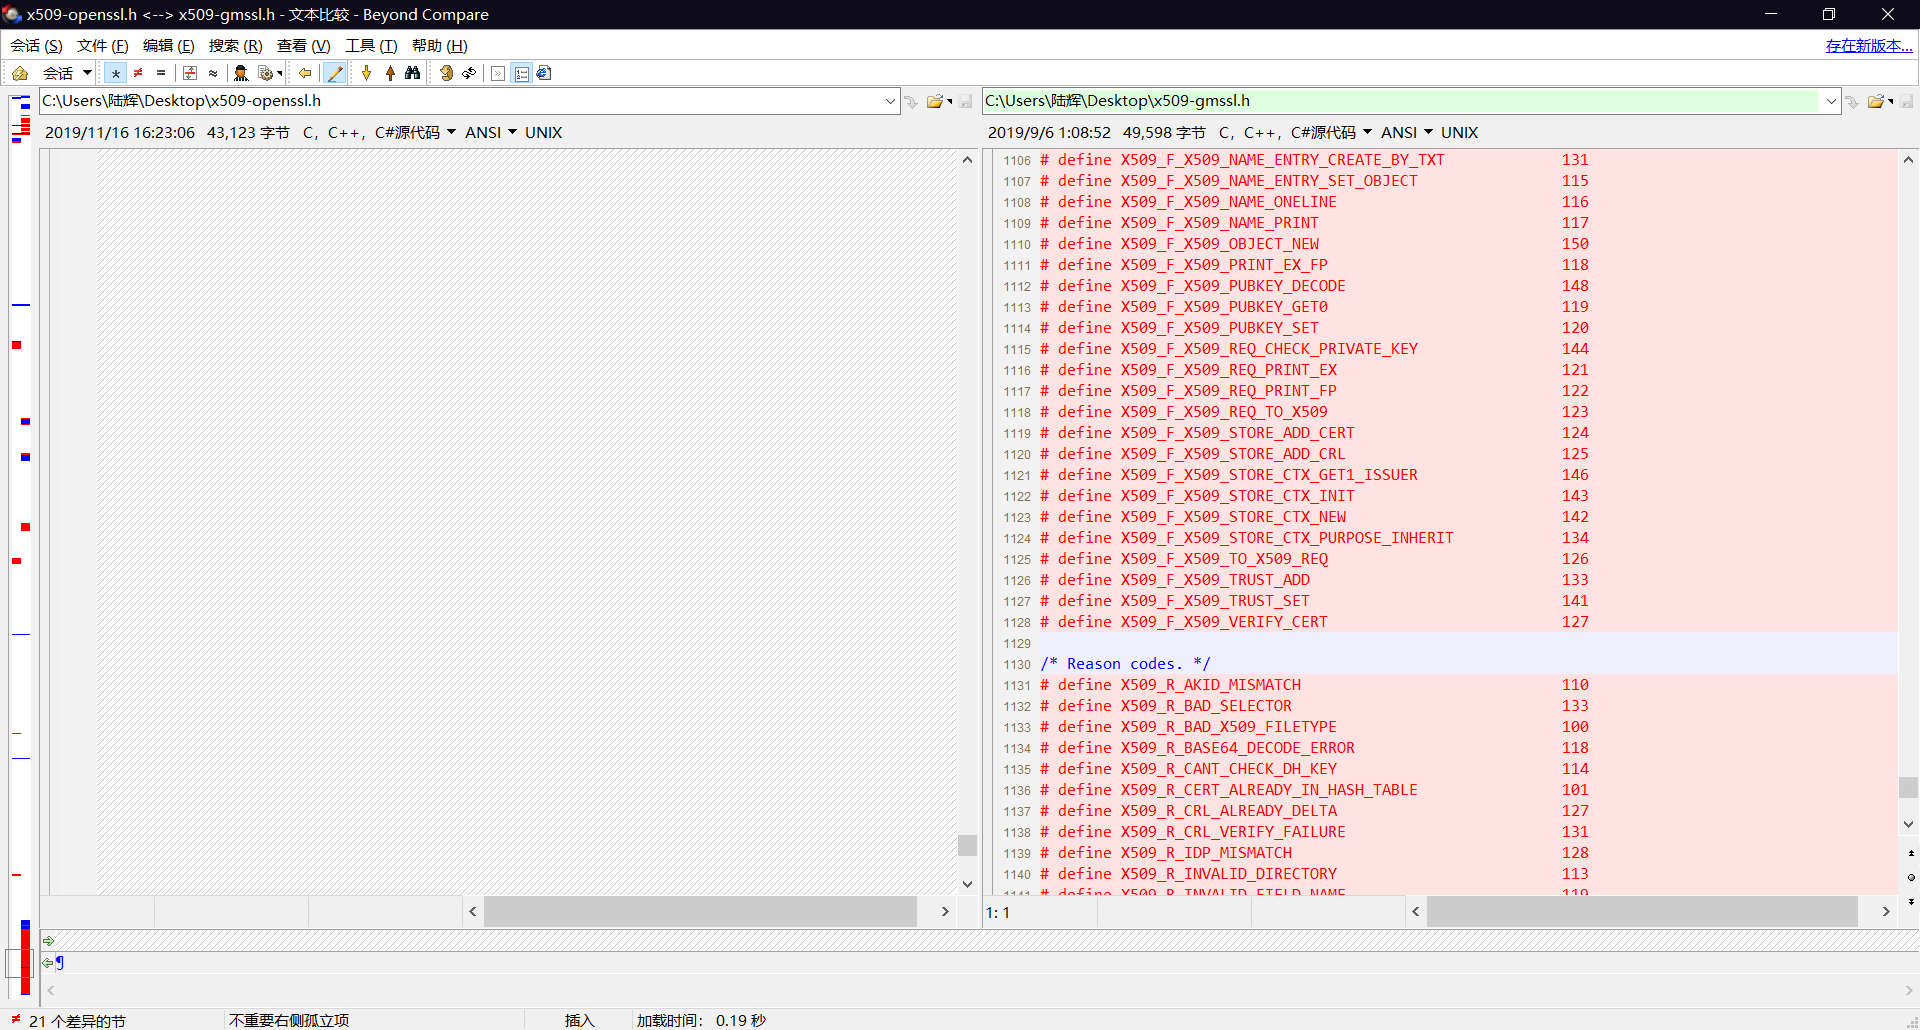 x509-openssl.h <--> x509-gmssl.h - 文本比较 - Beyond Compare
会话 (S) 文件 (F) 编辑 (E) 搜索 (R) 查看 (V) 工具 (T) 帮助 (H) 存在新版本...
会话
C:\Users\陆辉\Desktop\x509-openssl.h
2019/11/16 16:23:06 43,123 字节 C，C++，C#源代码 ANSI UNIX
C:\Users\陆辉\Desktop\x509-gmssl.h
2019/9/6 1:08:52 49,598 字节 C，C++，C#源代码 ANSI UNIX
1106 # define X509_F_X509_NAME_ENTRY_CREATE_BY_TXT 131
1107 # define X509_F_X509_NAME_ENTRY_SET_OBJECT 115
1108 # define X509_F_X509_NAME_ONELINE 116
1109 # define X509_F_X509_NAME_PRINT 117
1110 # define X509_F_X509_OBJECT_NEW 150
1111 # define X509_F_X509_PRINT_EX_FP 118
1112 # define X509_F_X509_PUBKEY_DECODE 148
1113 # define X509_F_X509_PUBKEY_GET0 119
1114 # define X509_F_X509_PUBKEY_SET 120
1115 # define X509_F_X509_REQ_CHECK_PRIVATE_KEY 144
1116 # define X509_F_X509_REQ_PRINT_EX 121
1117 # define X509_F_X509_REQ_PRINT_FP 122
1118 # define X509_F_X509_REQ_TO_X509 123
1119 # define X509_F_X509_STORE_ADD_CERT 124
1120 # define X509_F_X509_STORE_ADD_CRL 125
1121 # define X509_F_X509_STORE_CTX_GET1_ISSUER 146
1122 # define X509_F_X509_STORE_CTX_INIT 143
1123 # define X509_F_X509_STORE_CTX_NEW 142
1124 # define X509_F_X509_STORE_CTX_PURPOSE_INHERIT 134
1125 # define X509_F_X509_TO_X509_REQ 126
1126 # define X509_F_X509_TRUST_ADD 133
1127 # define X509_F_X509_TRUST_SET 141
1128 # define X509_F_X509_VERIFY_CERT 127
1129
1130 /* Reason codes. */
1131 # define X509_R_AKID_MISMATCH 110
1132 # define X509_R_BAD_SELECTOR 133
1133 # define X509_R_BAD_X509_FILETYPE 100
1134 # define X509_R_BASE64_DECODE_ERROR 118
1135 # define X509_R_CANT_CHECK_DH_KEY 114
1136 # define X509_R_CERT_ALREADY_IN_HASH_TABLE 101
1137 # define X509_R_CRL_ALREADY_DELTA 127
1138 # define X509_R_CRL_VERIFY_FAILURE 131
1139 # define X509_R_IDP_MISMATCH 128
1140 # define X509_R_INVALID_DIRECTORY 113
1141 # define X509_R_INVALID_FIELD_NAME 119
1: 1
¶
21 个差异的节 不重要右侧孤立项 插入 加载时间： 0.19 秒